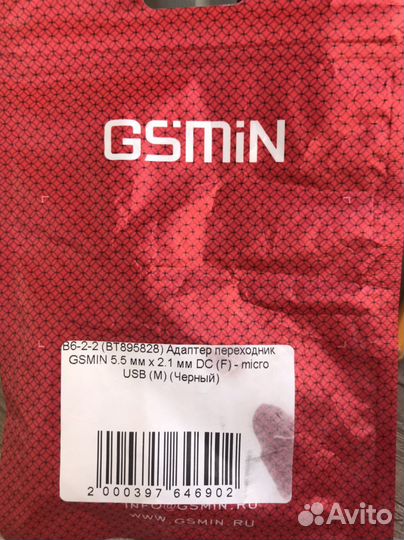 GSMiN
B6-2-2 (BT895828) Адаптер переходник
GSMIN 5.5 мм x 2.1 мм DC (F) - micro
USB (M) (Черный)
2 000397 646902
INFO@GSMIN.RU
WWW.GSMIN.RU
Avito